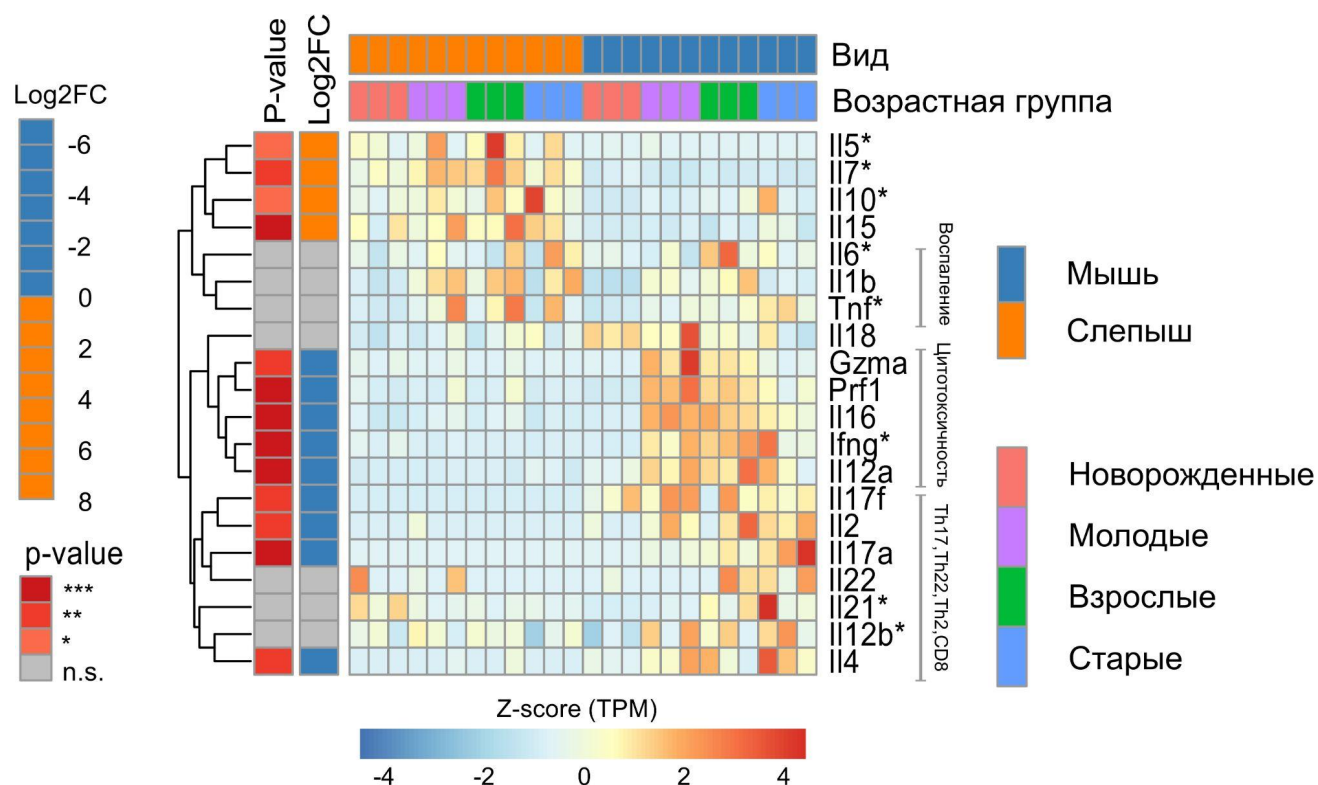 P-value
Log2FC
Вид
Возрастная группа
Log2FC
-6
-4
-2
0
2
4
6
8
p-value
***
**
*
n.s.
Il5*
Il7*
Il10*
Il15
Il6*
Il1b
Tnf*
Il18
Gzma
Prf1
Il16
Ifng*
Il12a
Il17f
Il2
Il17a
Il22
Il21*
Il12b*
Il4
Воспаление
Цитотоксичность
Th17,Th22,Th2,CD8
Мышь
Слепыш
Новорожденные
Молодые
Взрослые
Старые
Z-score (TPM)
-4 -2 0 2 4